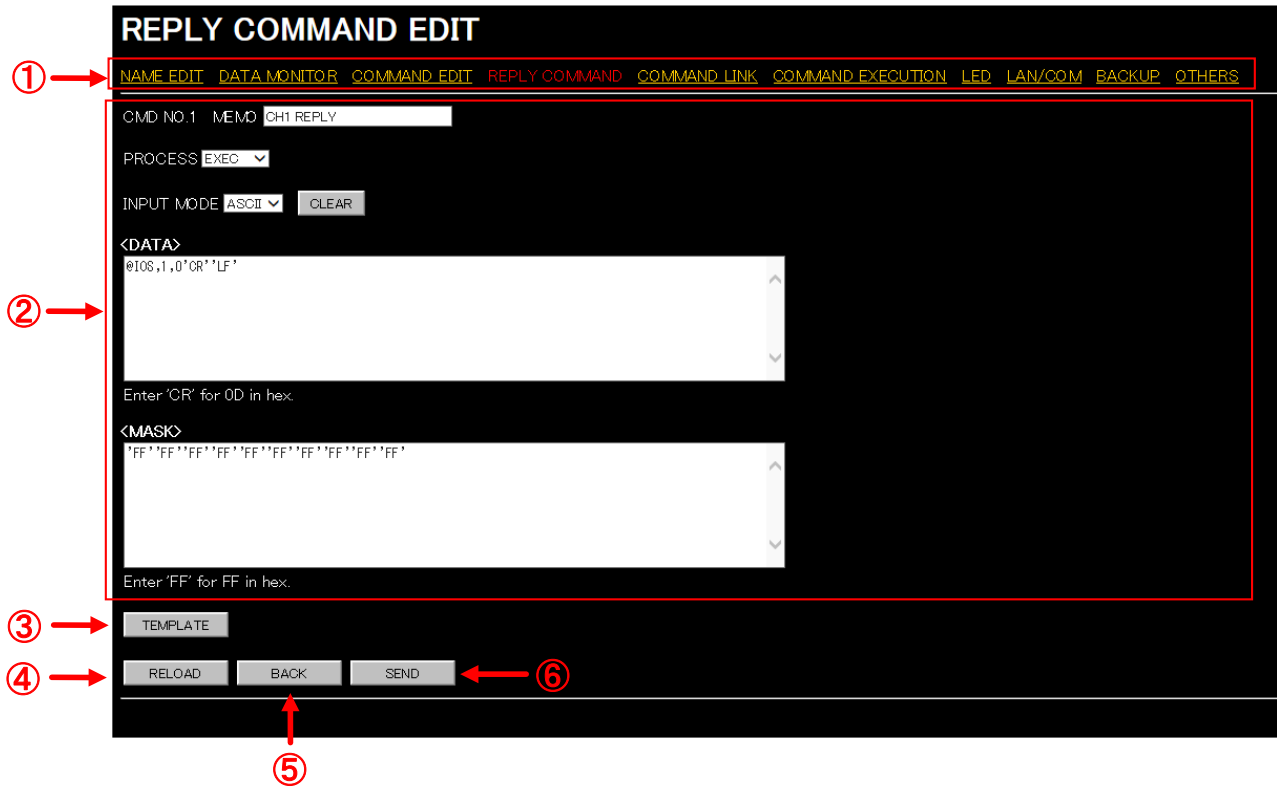 REPLY COMMAND EDIT
① NAME EDIT DATA MONITOR COMMAND EDIT REPLY COMMAND COMMAND LINK COMMAND EXECUTION LED LAN/COM BACKUP OTHERS
CMD NO.1 MEMO CH1 REPLY
PROCESS EXEC
INPUT MODE ASCII CLEAR
<DATA>
@IOS,1,0'CR''LF'
②
Enter 'CR' for 0D in hex.
<MASK>
'FF''FF''FF''FF''FF''FF''FF''FF''FF''FF'
Enter 'FF' for FF in hex.
③ TEMPLATE
④ RELOAD BACK SEND ⑥
⑤